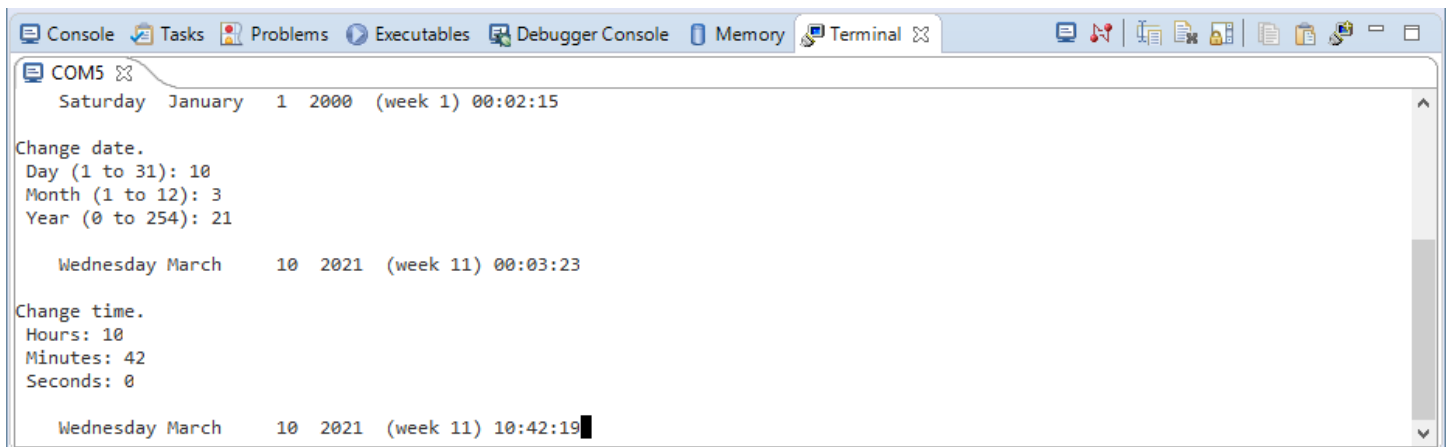 Console Tasks Problems Executables Debugger Console Memory Terminal
COM5
Saturday January 1 2000 (week 1) 00:02:15
Change date.
Day (1 to 31): 10
Month (1 to 12): 3
Year (0 to 254): 21
Wednesday March 10 2021 (week 11) 00:03:23
Change time.
Hours: 10
Minutes: 42
Seconds: 0
Wednesday March 10 2021 (week 11) 10:42:19